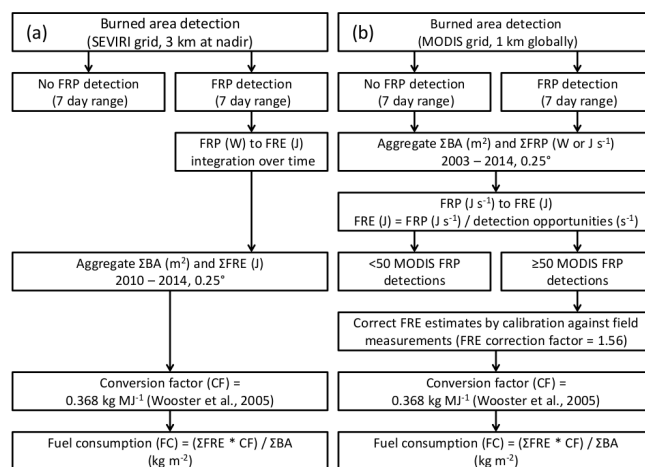 (a)
Burned area detection
(SEVIRI grid, 3 km at nadir)
No FRP detection
(7 day range)
FRP detection
(7 day range)
FRP (W) to FRE (J)
integration over time
Aggregate ΣBA (m²) and ΣFRE (J)
2010 – 2014, 0.25°
Conversion factor (CF) =
0.368 kg MJ⁻¹ (Wooster et al., 2005)
Fuel consumption (FC) = (ΣFRE * CF) / ΣBA
(kg m⁻²)
(b)
Burned area detection
(MODIS grid, 1 km globally)
No FRP detection
(7 day range)
FRP detection
(7 day range)
Aggregate ΣBA (m²) and ΣFRP (W or J s⁻¹)
2003 – 2014, 0.25°
FRP (J s⁻¹) to FRE (J)
FRE (J) = FRP (J s⁻¹) / detection opportunities (s⁻¹)
<50 MODIS FRP
detections
≥50 MODIS FRP
detections
Correct FRE estimates by calibration against field
measurements (FRE correction factor = 1.56)
Conversion factor (CF) =
0.368 kg MJ⁻¹ (Wooster et al., 2005)
Fuel consumption (FC) = (ΣFRE * CF) / ΣBA
(kg m⁻²)